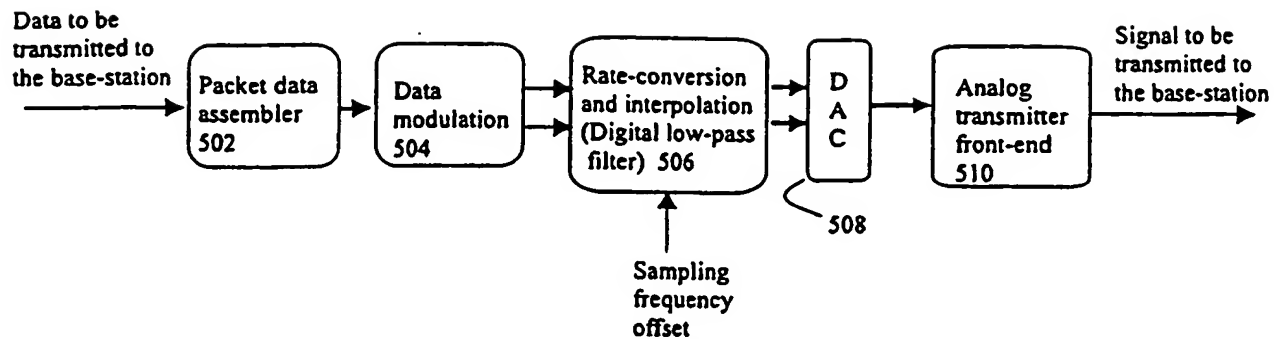 Data to be
transmitted to
the base-station
Packet data
assembler
502
Data
modulation
504
Rate-conversion
and interpolation
(Digital low-pass
filter) 506
D
A
C
508
Analog
transmitter
front-end
510
Signal to be
transmitted to
the base-station
Sampling
frequency
offset